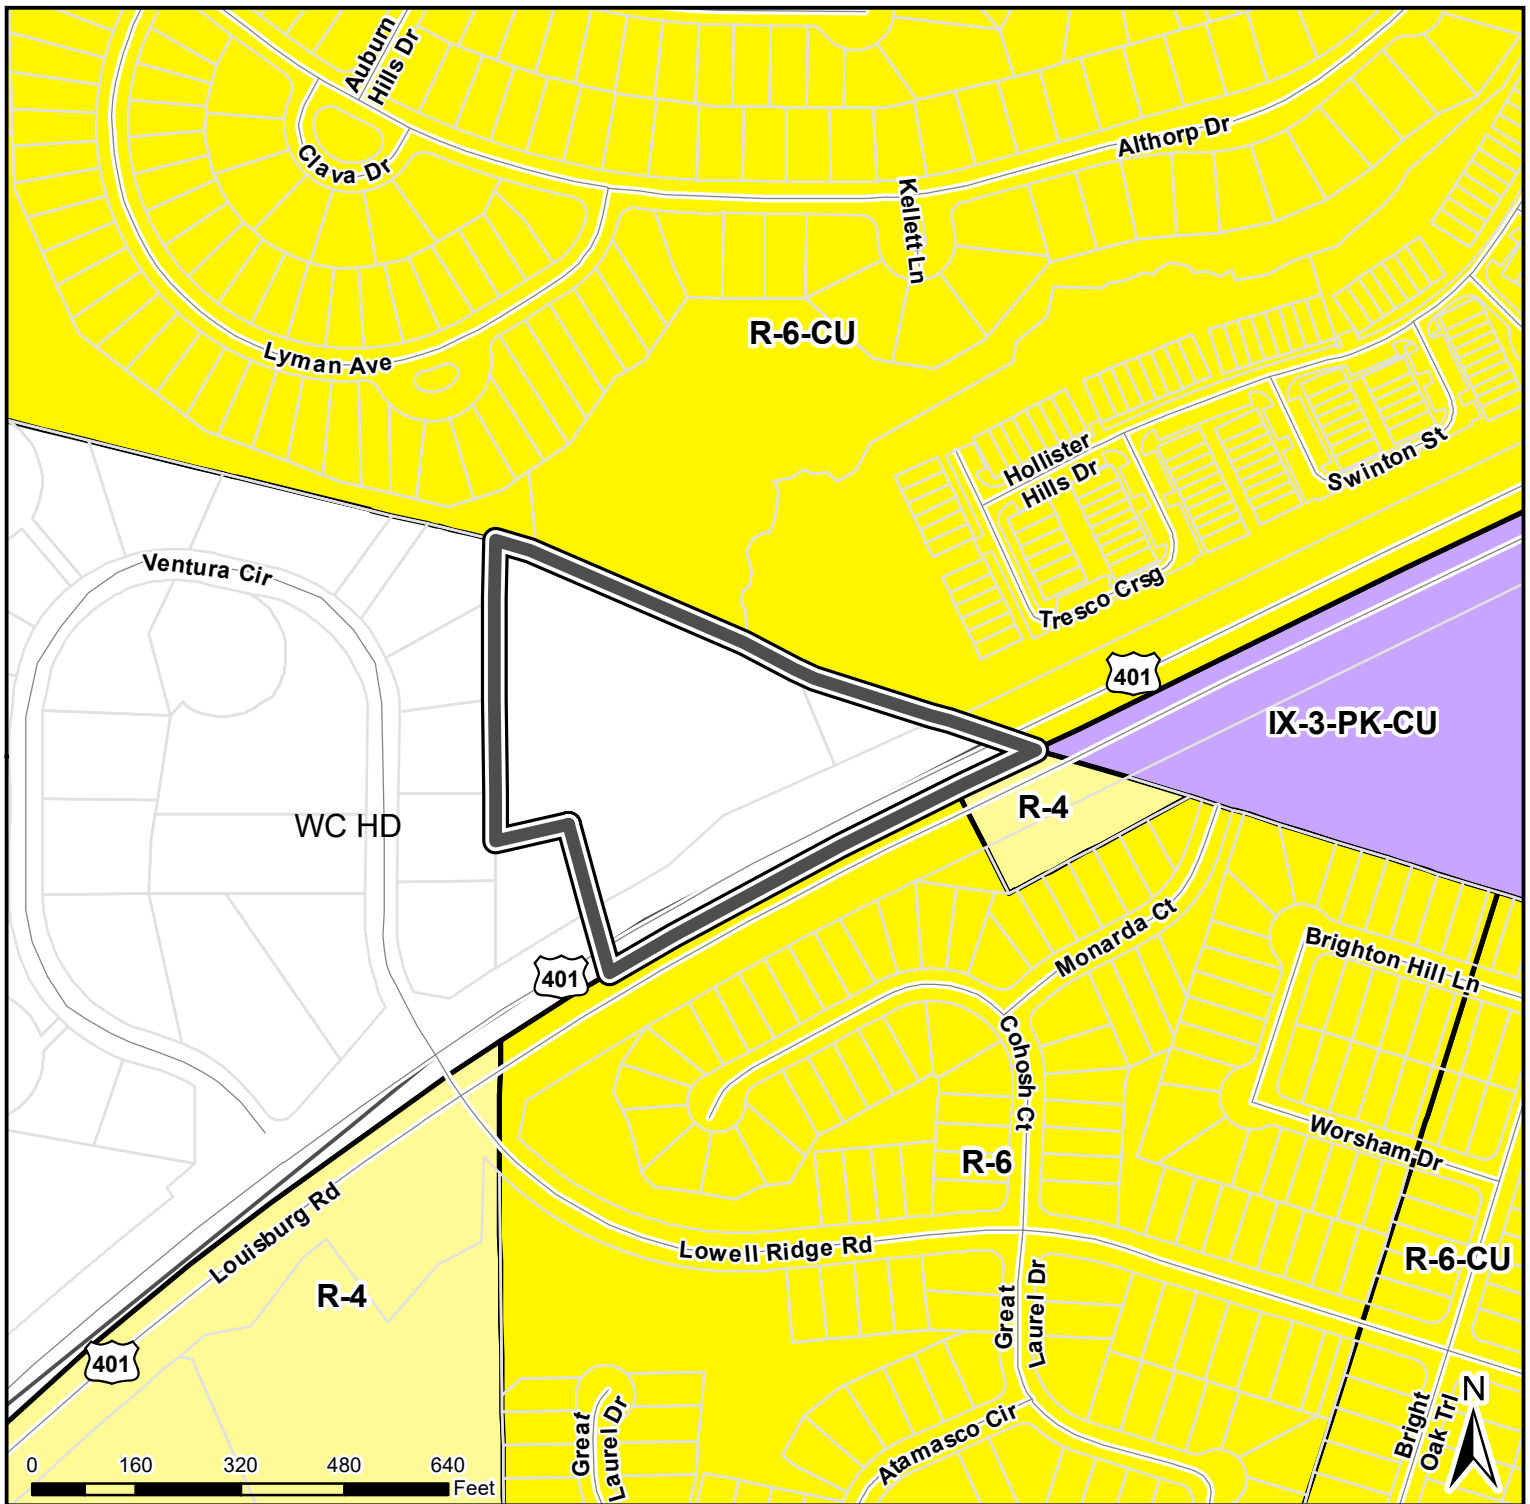 Auburn
Hills Dr
Clava Dr
Althorp Dr
Kellett Ln
R-6-CU
Lyman Ave
Hollister
Hills Dr
Swinton St
Ventura Cir
Tresco Crsg
401
IX-3-PK-CU
R-4
WC HD
Monarda Ct
Brighton Hill Ln
401
Cohosh Ct
Worsham Dr
R-6
Louisburg Rd
Lowell Ridge Rd
R-6-CU
R-4
Great
Laurel Dr
401
N
Great
Laurel Dr
Atamasco Cir
Bright
Oak Trl
0 160 320 480 640
Feet